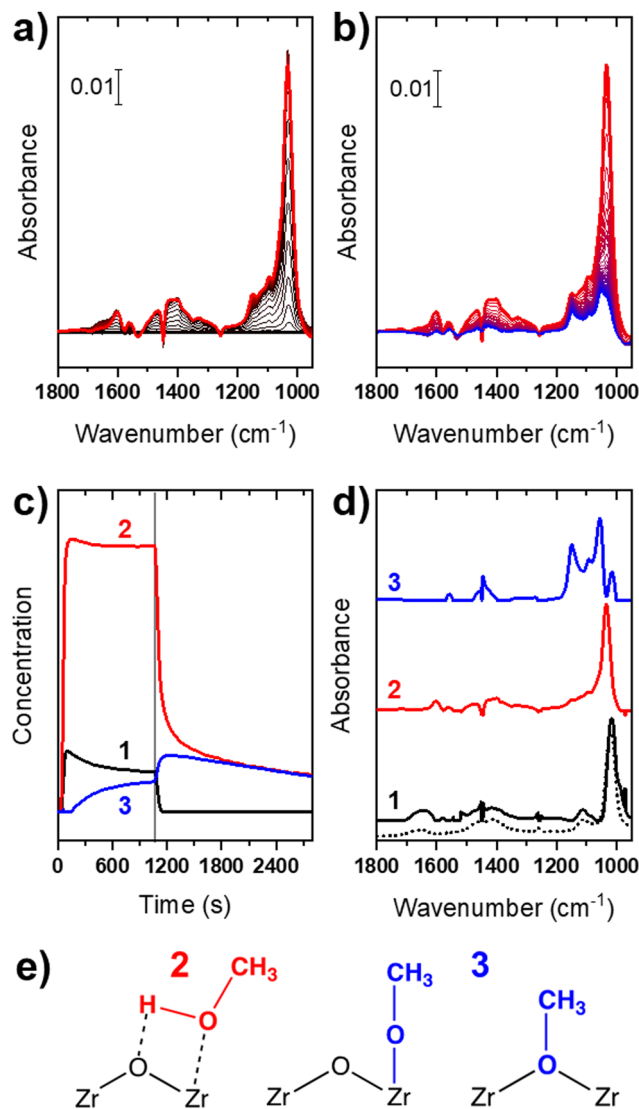 a)
b)
0.01
0.01
Absorbance
Absorbance
1800 1600 1400 1200 1000
1800 1600 1400 1200 1000
Wavenumber (cm⁻¹)
Wavenumber (cm⁻¹)
c)
d)
2
1
3
Concentration
0 600 1200 1800 2400
Time (s)
3
2
1
Absorbance
1800 1600 1400 1200 1000
Wavenumber (cm⁻¹)
e)
2
3
CH₃
H
O
O
Zr
Zr
CH₃
O
O
Zr
Zr
CH₃
O
Zr
Zr